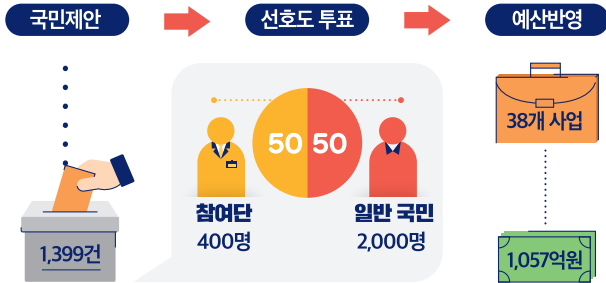 국민제안
선호도 투표
예산반영
50 50
참여단
400명
일반 국민
2,000명
1,399건
38개 사업
1,057억원